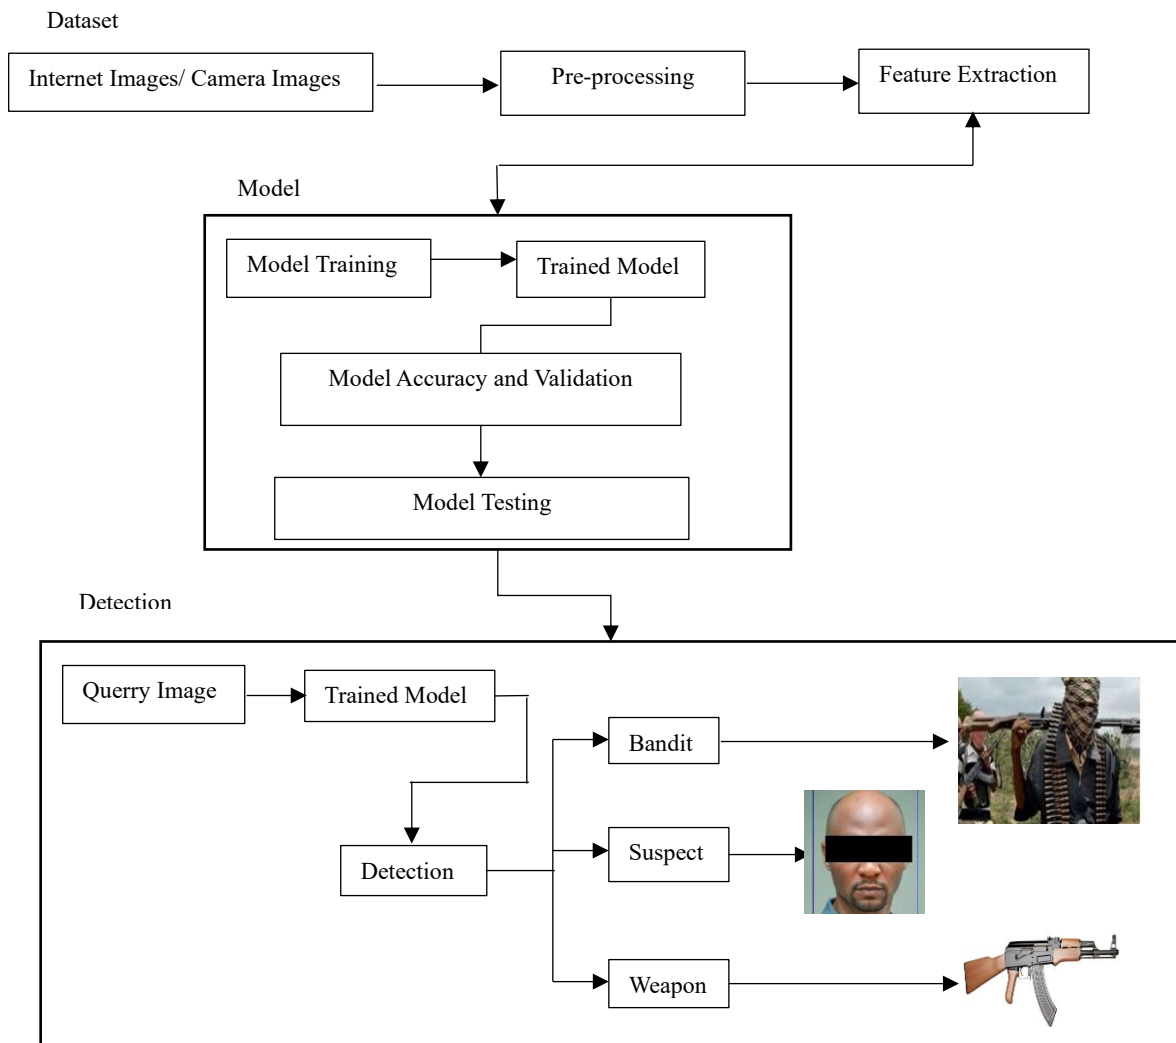 Dataset
Internet Images/ Camera Images
Pre-processing
Feature Extraction
Model
Model Training
Trained Model
Model Accuracy and Validation
Model Testing
Detection
Querry Image
Trained Model
Bandit
Suspect
Detection
Weapon